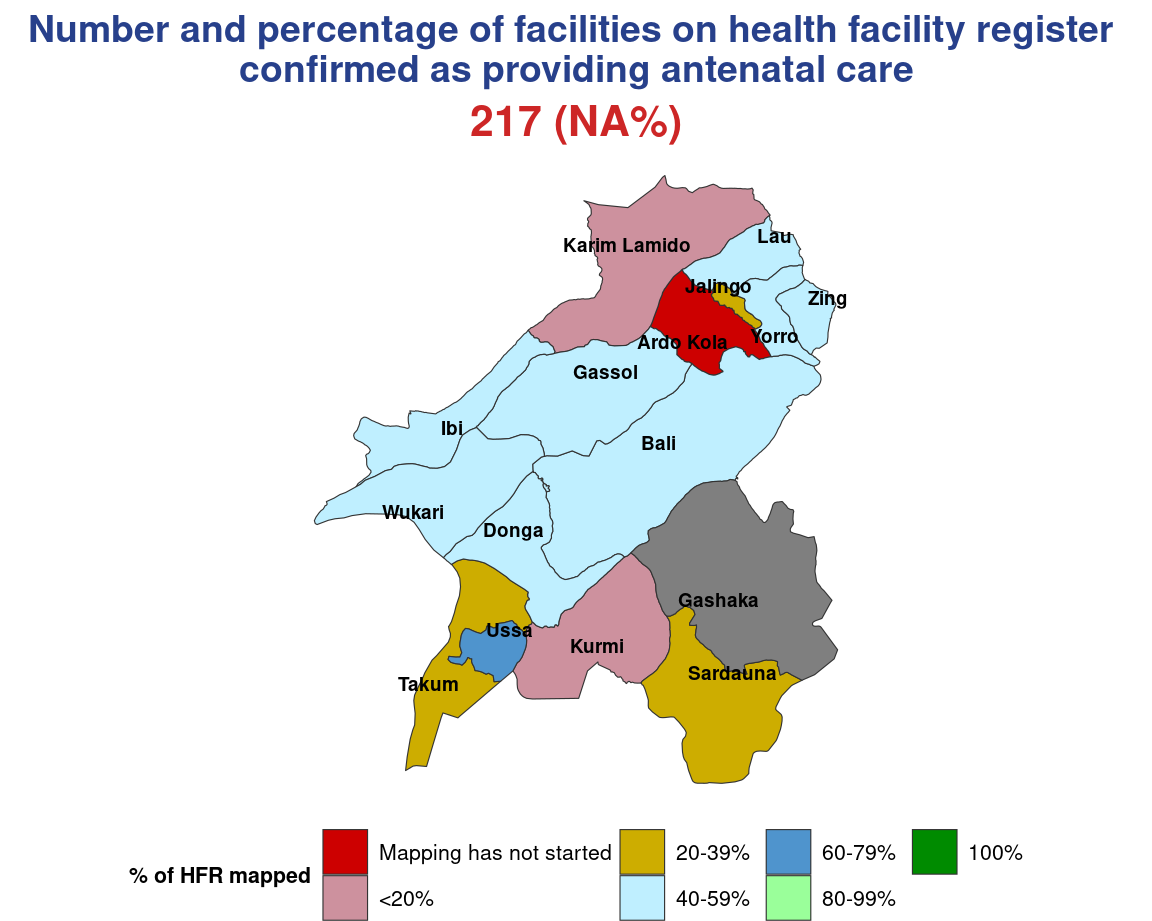 Number and percentage of facilities on health facility register
confirmed as providing antenatal care
217 (NA%)
Karim Lamido
Lau
Jalingo
Zing
Yorro
Ardo Kola
Gassol
Ibi
Bali
Wukari
Donga
Gashaka
Ussa
Kurmi
Sardauna
Takum
% of HFR mapped
Mapping has not started
<20%
20-39%
40-59%
60-79%
80-99%
100%